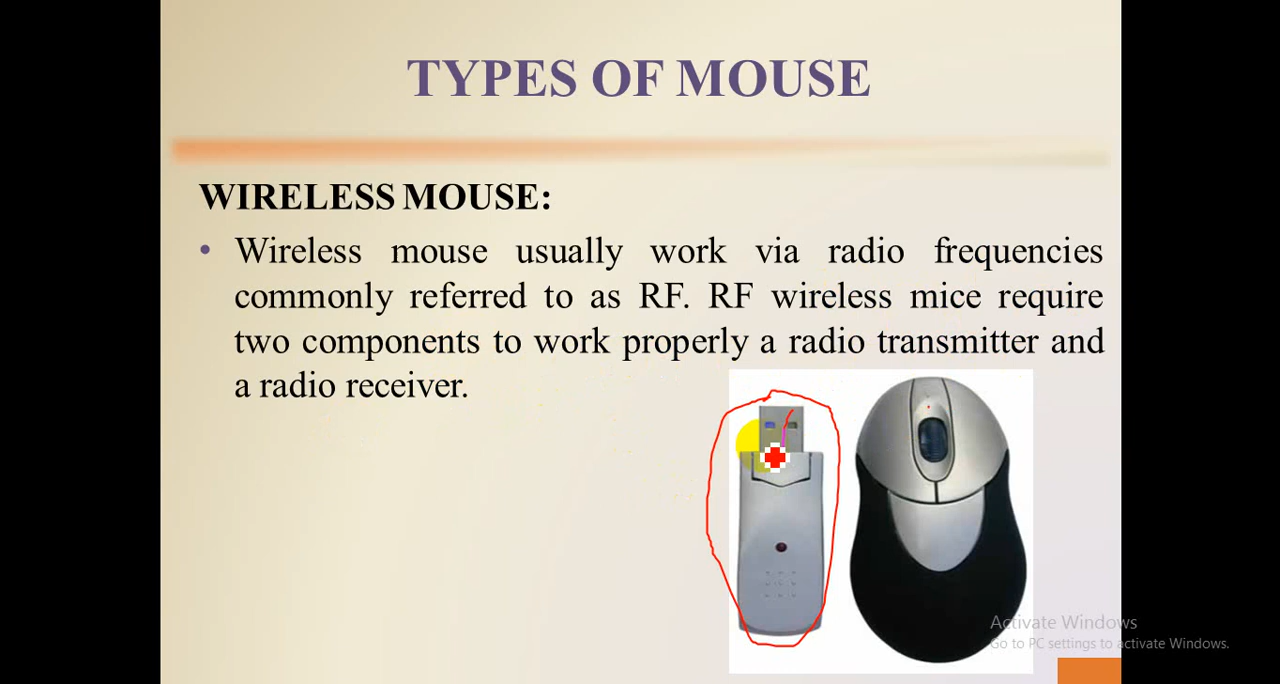 TYPES OF MOUSE
WIRELESS MOUSE:
• Wireless mouse usually work via radio frequencies
commonly referred to as RF. RF wireless mice require
two components to work properly a radio transmitter and
a radio receiver.
Activate Windows
Go to PC settings to activate Windows.